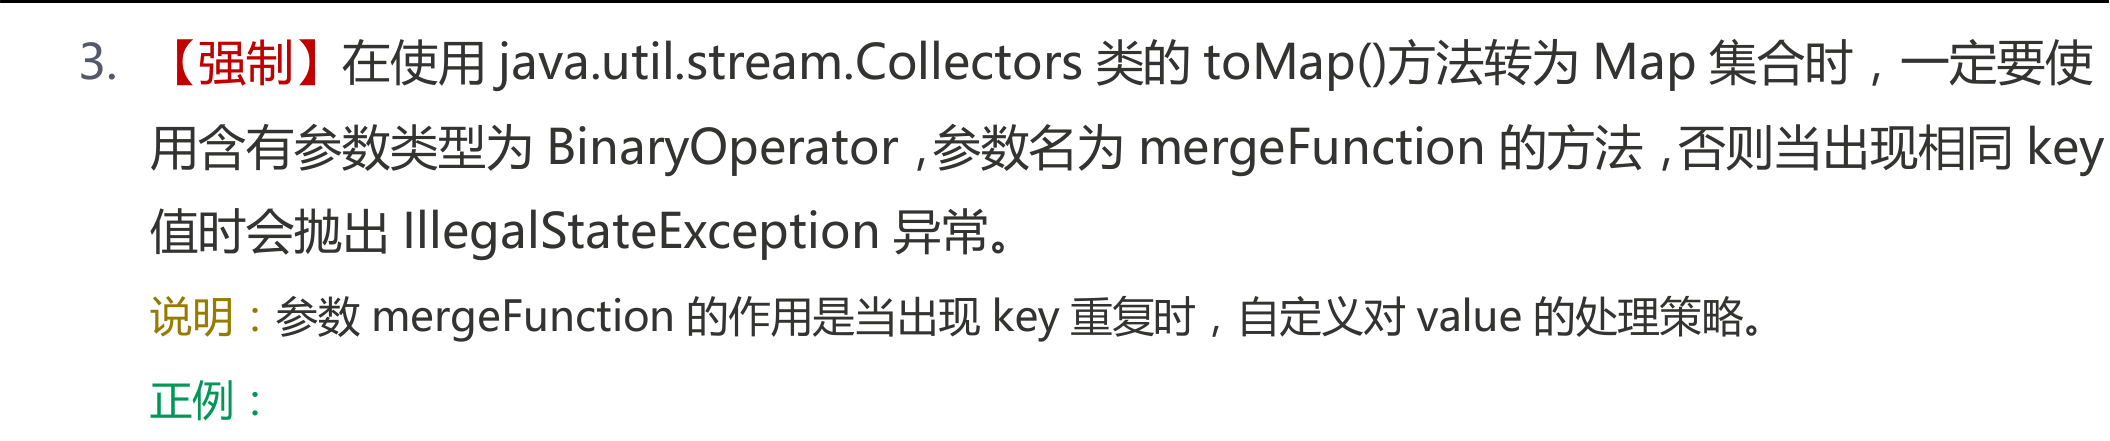 3. 【强制】在使用 java.util.stream.Collectors 类的 toMap()方法转为 Map 集合时，一定要使
用含有参数类型为 BinaryOperator，参数名为 mergeFunction 的方法，否则当出现相同 key
值时会抛出 IllegalStateException 异常。
说明：参数 mergeFunction 的作用是当出现 key 重复时，自定义对 value 的处理策略。
正例：